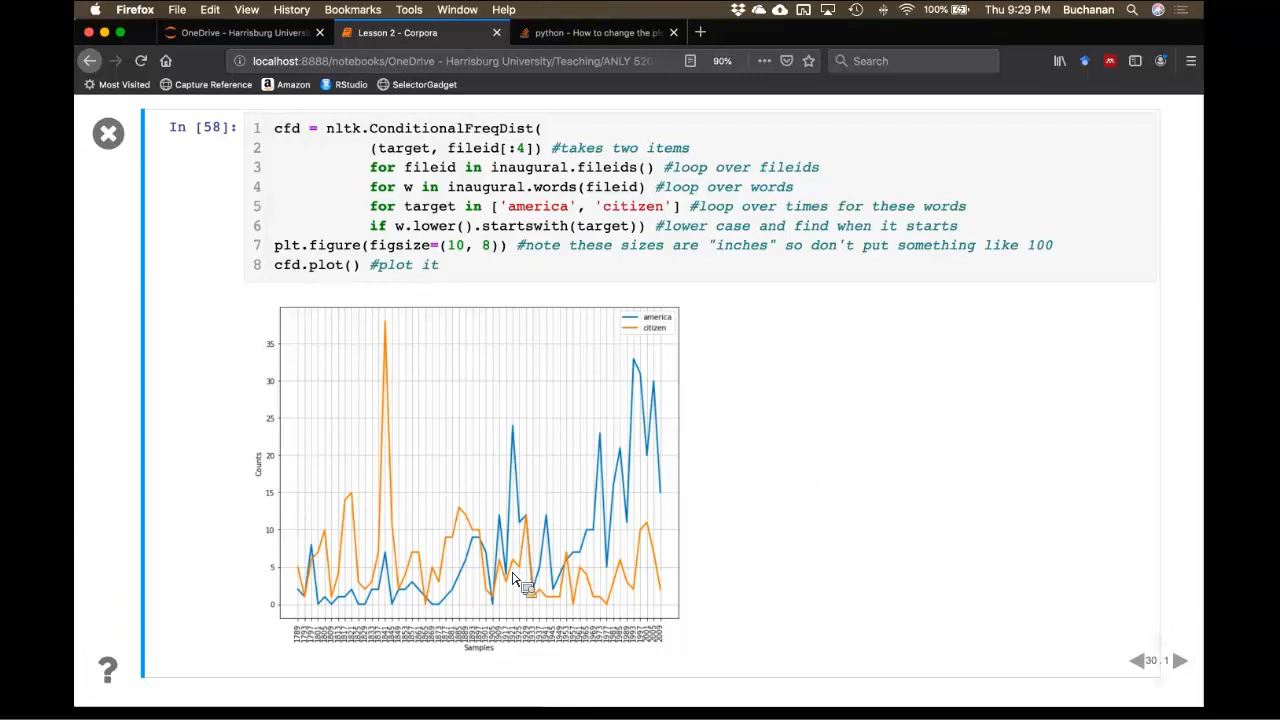 Firefox File Edit View History Bookmarks Tools Window Help 100% Thu 9:29 PM Buchanan
OneDrive - Harrisburg Universi Lesson 2 - Corpora python - How to change the plo
localhost:8888/notebooks/OneDrive - Harrisburg University/Teaching/ANLY 520 90% Search
Most Visited Capture Reference Amazon RStudio SelectorGadget
In [58]:
1 cfd = nltk.ConditionalFreqDist(
2 (target, fileid[:4]) #takes two items
3 for fileid in inaugural.fileids() #loop over fileids
4 for w in inaugural.words(fileid) #loop over words
5 for target in ['america', 'citizen'] #loop over times for these words
6 if w.lower().startswith(target)) #lower case and find when it starts
7 plt.figure(figsize=(10, 8)) #note these sizes are "inches" so don't put something like 100
8 cfd.plot() #plot it
america
citizen
35
30
25
20
15
10
5
0
Counts
Samples
30.1
?